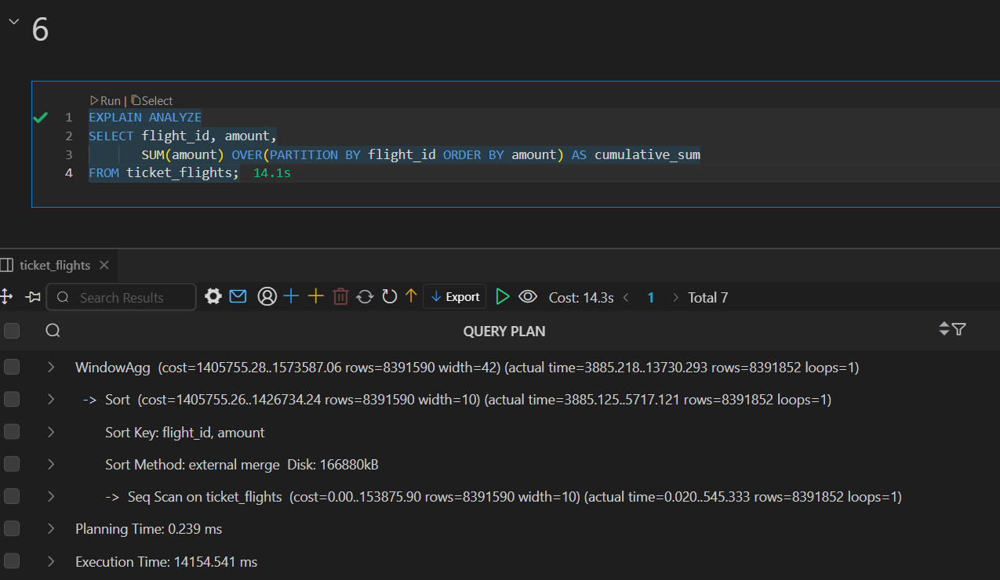 6
Run | Select
1 EXPLAIN ANALYZE
2 SELECT flight_id, amount,
3 SUM(amount) OVER(PARTITION BY flight_id ORDER BY amount) AS cumulative_sum
4 FROM ticket_flights; 14.1s
ticket_flights
Search Results Export Cost: 14.3s < 1 > Total 7
QUERY PLAN
WindowAgg (cost=1405755.28..1573587.06 rows=8391590 width=42) (actual time=3885.218..13730.293 rows=8391852 loops=1)
-> Sort (cost=1405755.26..1426734.24 rows=8391590 width=10) (actual time=3885.125..5717.121 rows=8391852 loops=1)
Sort Key: flight_id, amount
Sort Method: external merge Disk: 166880kB
-> Seq Scan on ticket_flights (cost=0.00..153875.90 rows=8391590 width=10) (actual time=0.020..545.333 rows=8391852 loops=1)
Planning Time: 0.239 ms
Execution Time: 14154.541 ms